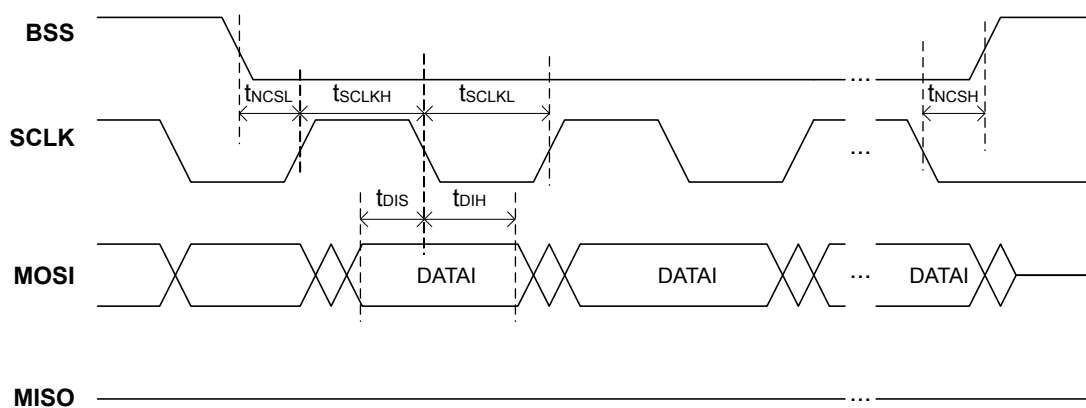 BSS
...
tNCSL tSCLKH tSCLKL tNCSH
SCLK
...
tDIS tDIH
MOSI DATAI DATAI ... DATAI
MISO ...